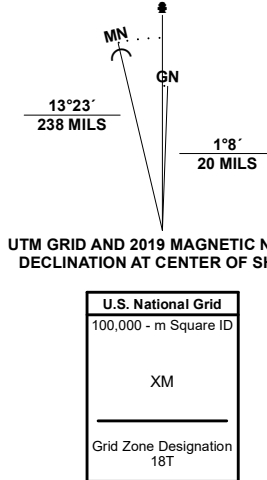 MN
GN
13°23´
238 MILS
1°8´
20 MILS
UTM GRID AND 2019 MAGNETIC
DECLINATION AT CENTER OF
U.S. National Grid
100,000 - m Square ID
XM
Grid Zone Designation
18T